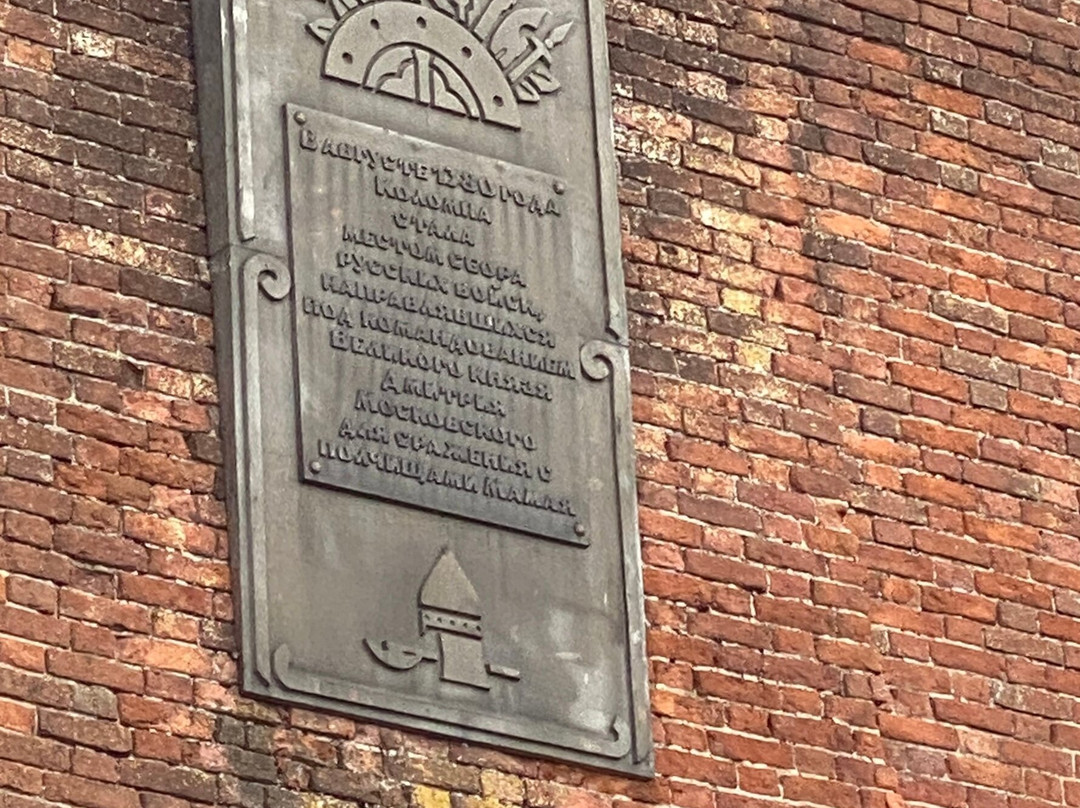 В АВГУСТЕ 1380 ГОДА
КОЛОМНА
СТАЛА
МЕСТОМ СБОРА
РУССКИХ ВОЙСК,
НАПРАВЛЯВШИХСЯ
ПОД КОМАНДОВАНИЕМ
ВЕЛИКОГО КНЯЗЯ
ДМИТРИЯ
МОСКОВСКОГО
ДЛЯ СРАЖЕНИЯ С
ПОЛЧИЩАМИ МАМАЯ